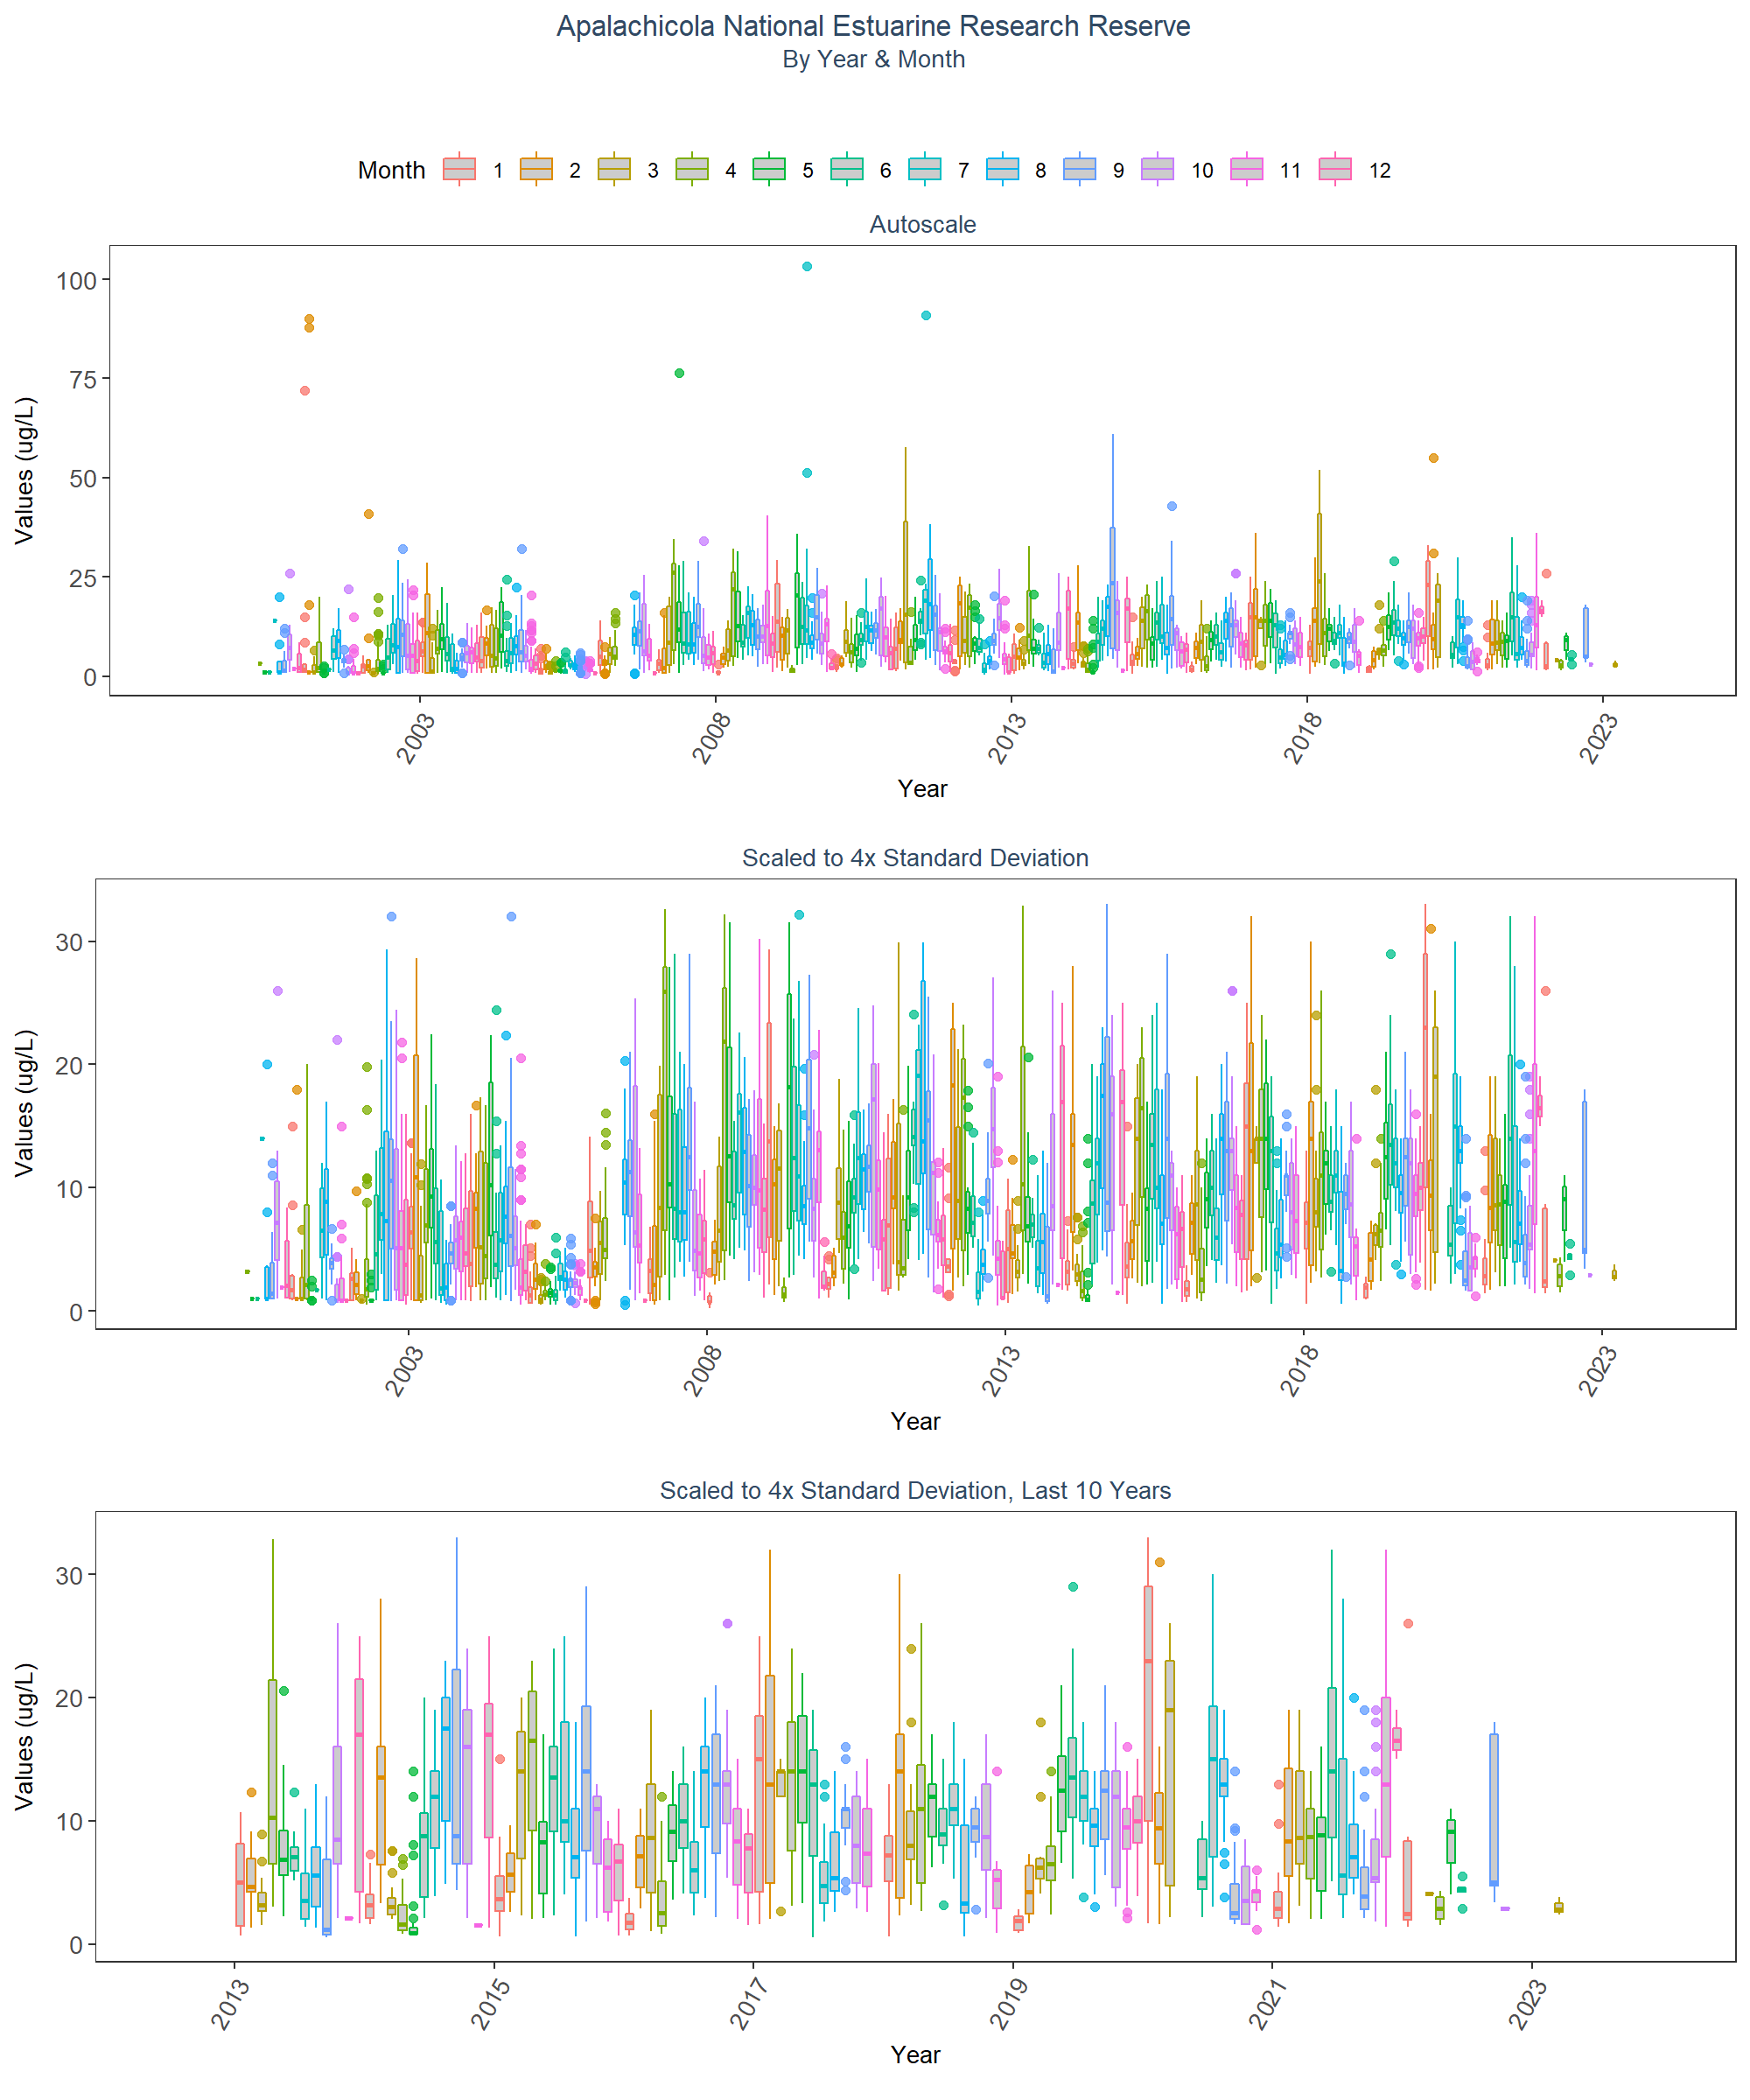 Apalachicola National Estuarine Research Reserve
By Year & Month
Month 1 2 3 4 5 6 7 8 9 10 11 12
Autoscale
Values (ug/L)
100
75
50
25
0
2003 2008 2013 2018 2023
Year
Scaled to 4x Standard Deviation
Values (ug/L)
30
20
10
0
2003 2008 2013 2018 2023
Year
Scaled to 4x Standard Deviation, Last 10 Years
Values (ug/L)
30
20
10
0
2013 2015 2017 2019 2021 2023
Year